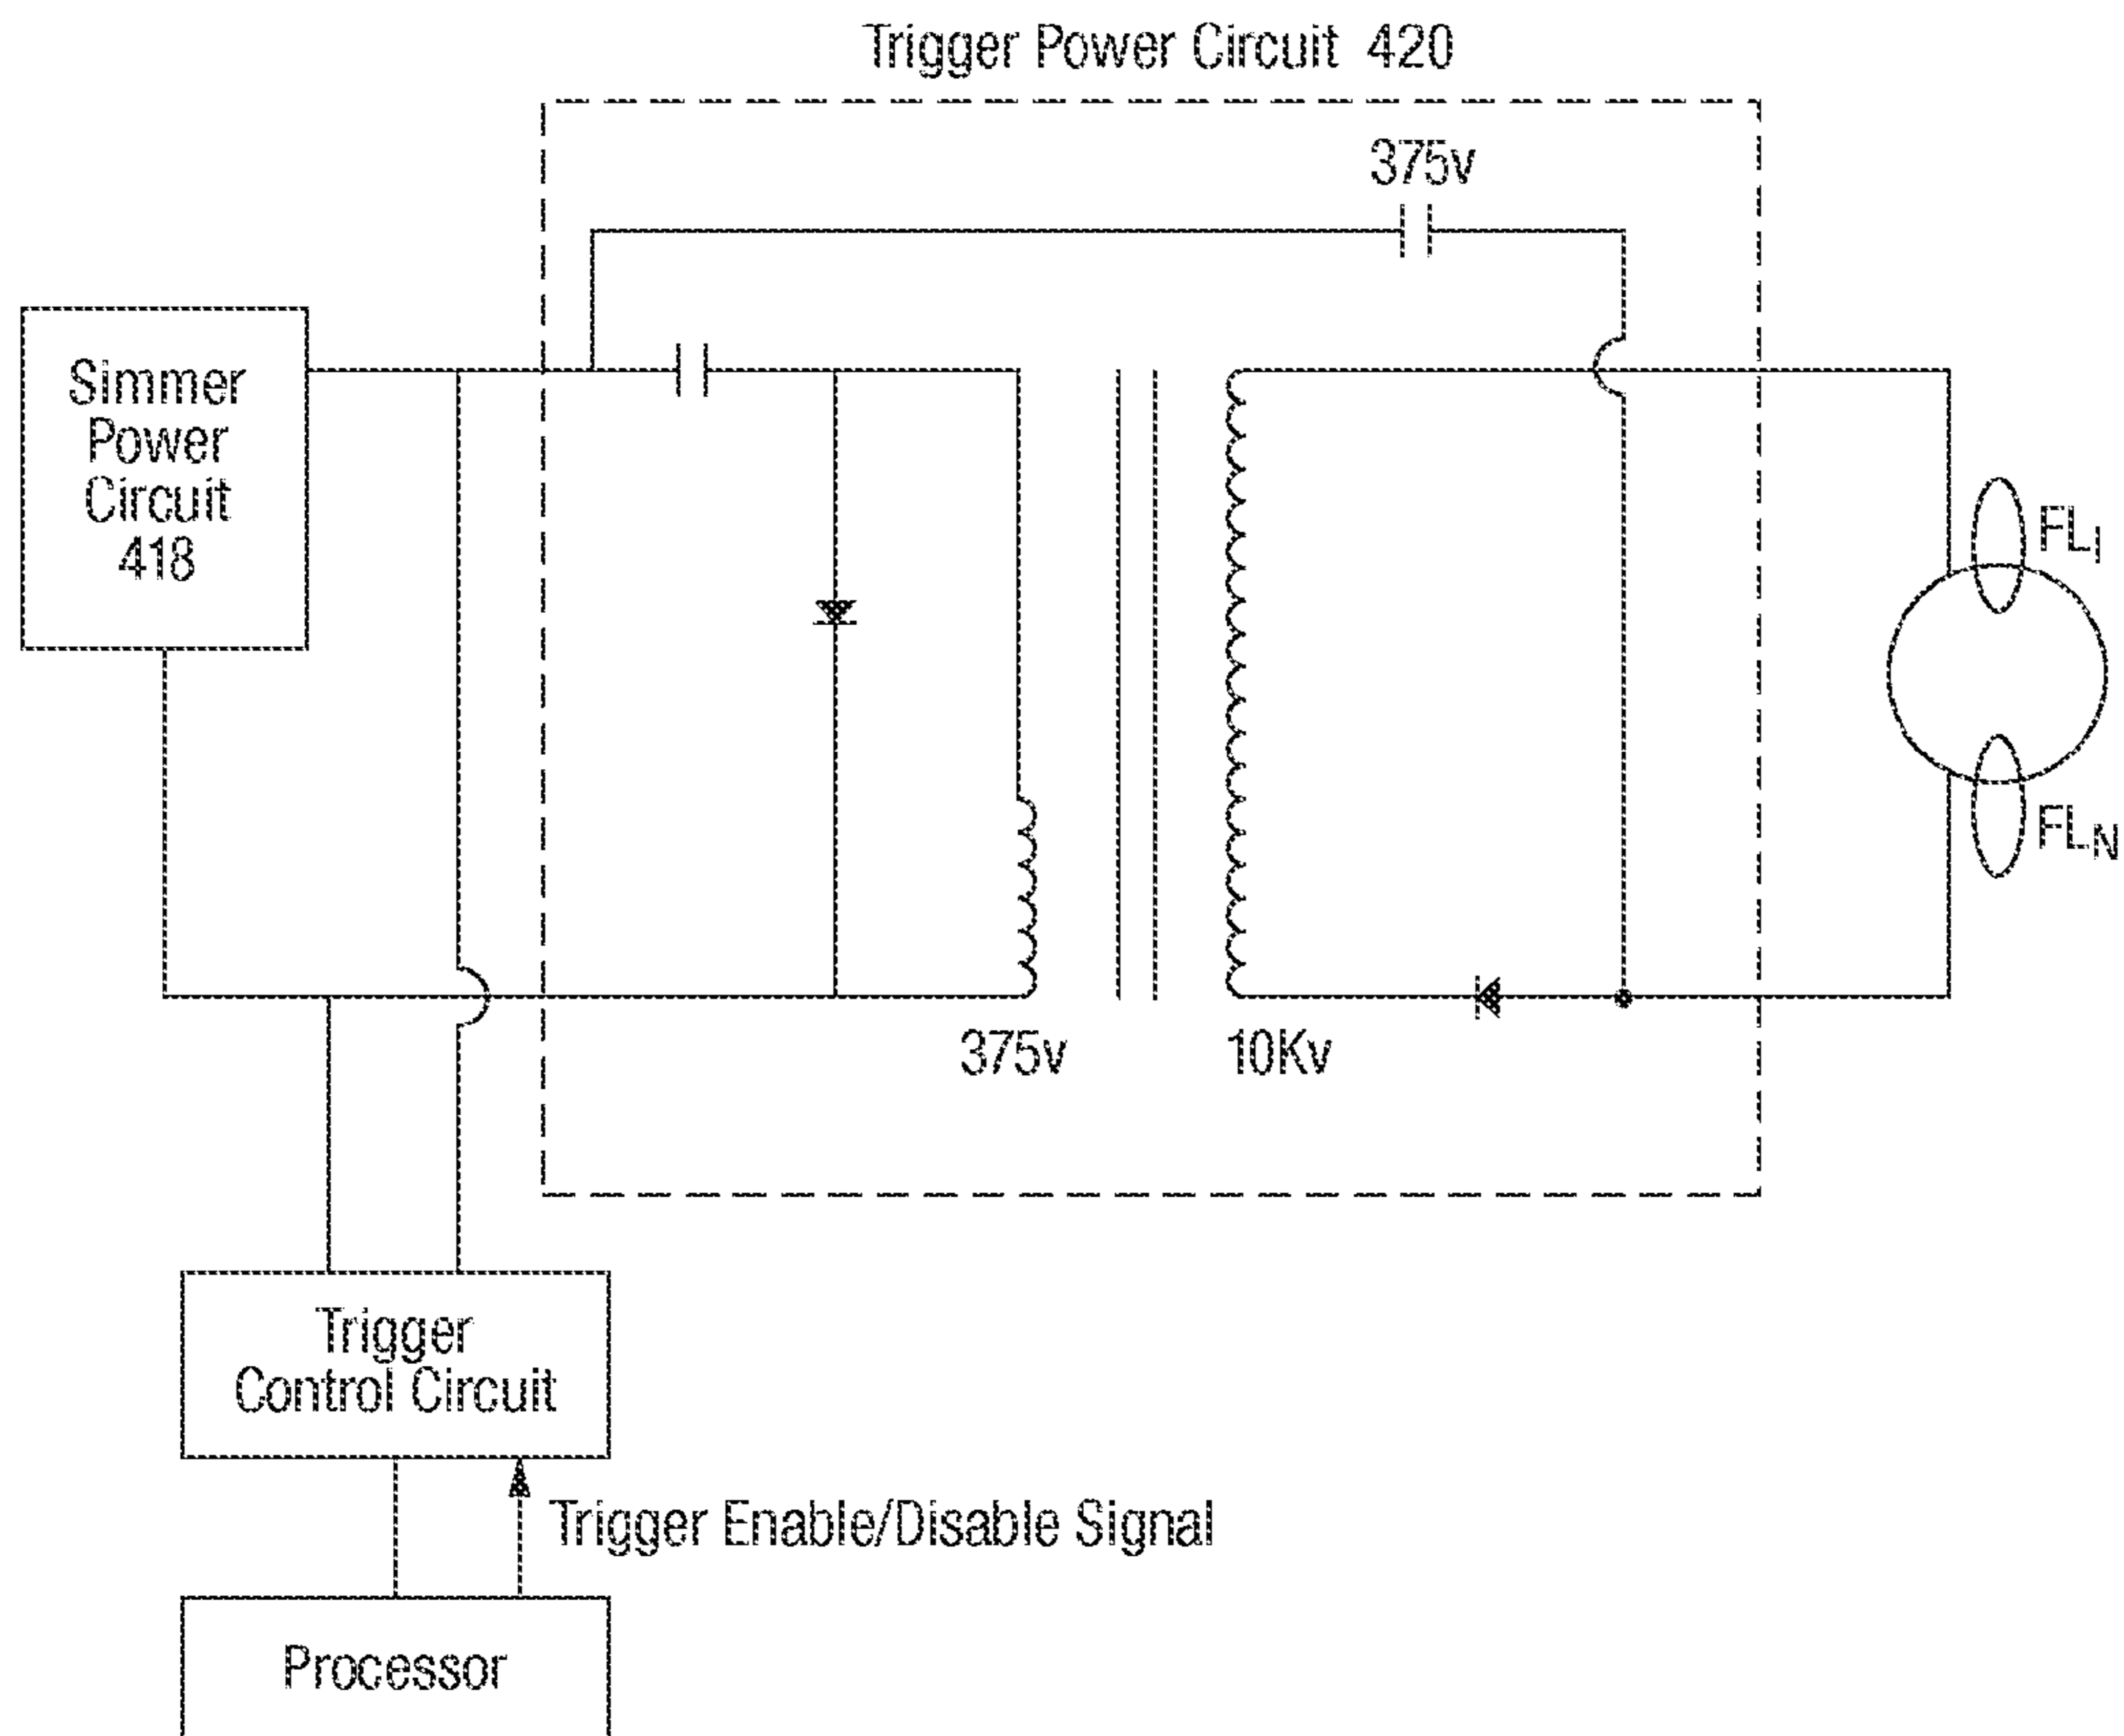 Trigger Power Circuit 420
375v
Simmer
Power
Circuit
418
FLI
FLN
375v
10Kv
Trigger
Control Circuit
Trigger Enable/Disable Signal
Processor